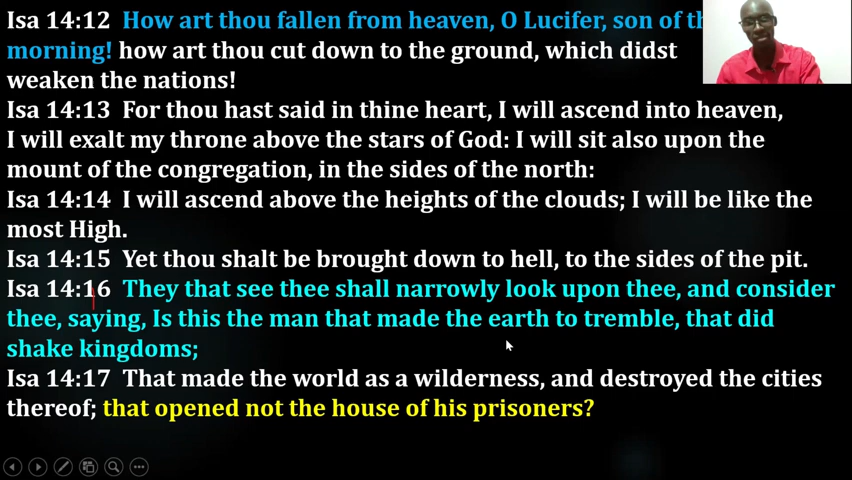 Isa 14:12 How art thou fallen from heaven, O Lucifer, son of
morning! how art thou cut down to the ground, which didst
weaken the nations!
Isa 14:13 For thou hast said in thine heart, I will ascend into heaven,
I will exalt my throne above the stars of God: I will sit also upon the
mount of the congregation, in the sides of the north:
Isa 14:14 I will ascend above the heights of the clouds; I will be like the
most High.
Isa 14:15 Yet thou shalt be brought down to hell, to the sides of the pit.
Isa 14:16 They that see thee shall narrowly look upon thee, and consider
thee, saying, Is this the man that made the earth to tremble, that did
shake kingdoms;
Isa 14:17 That made the world as a wilderness, and destroyed the cities
thereof; that opened not the house of his prisoners?